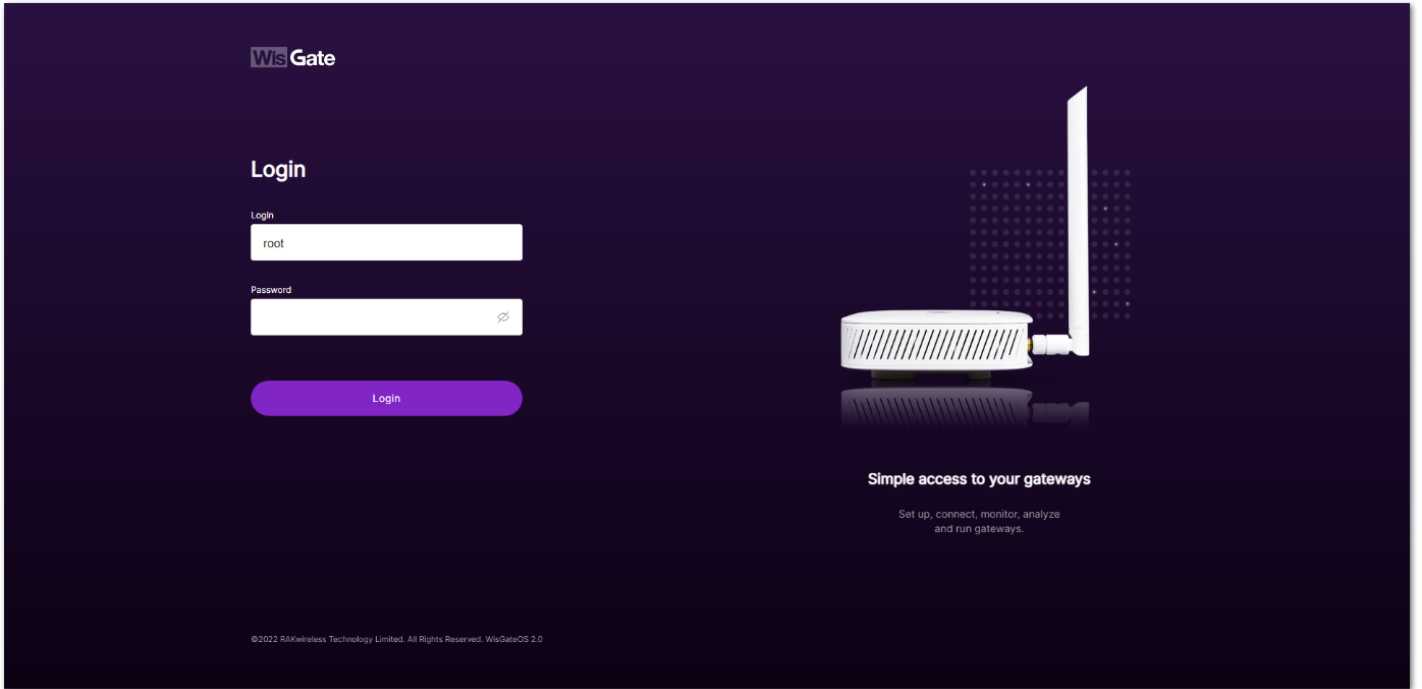 WisGate
Login
Login
root
Password
Login
Simple access to your gateways
Set up, connect, monitor, analyze
and run gateways.
©2022 RAKwireless Technology Limited. All Rights Reserved. WisGateOS 2.0